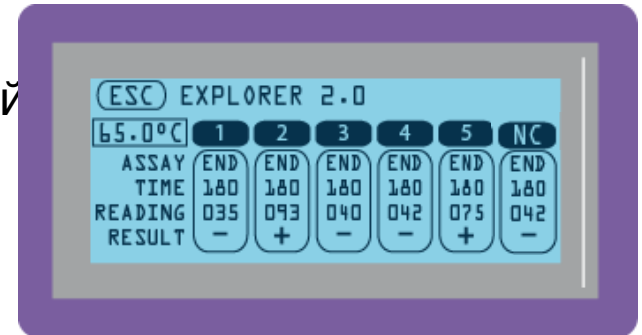 й
(ESC) EXPLORER 2.0
65.0ºC 1 2 3 4 5 NC
ASSAY END END END END END END
TIME 180 180 180 180 180 180
READING 035 093 040 042 075 042
RESULT - + - - + -